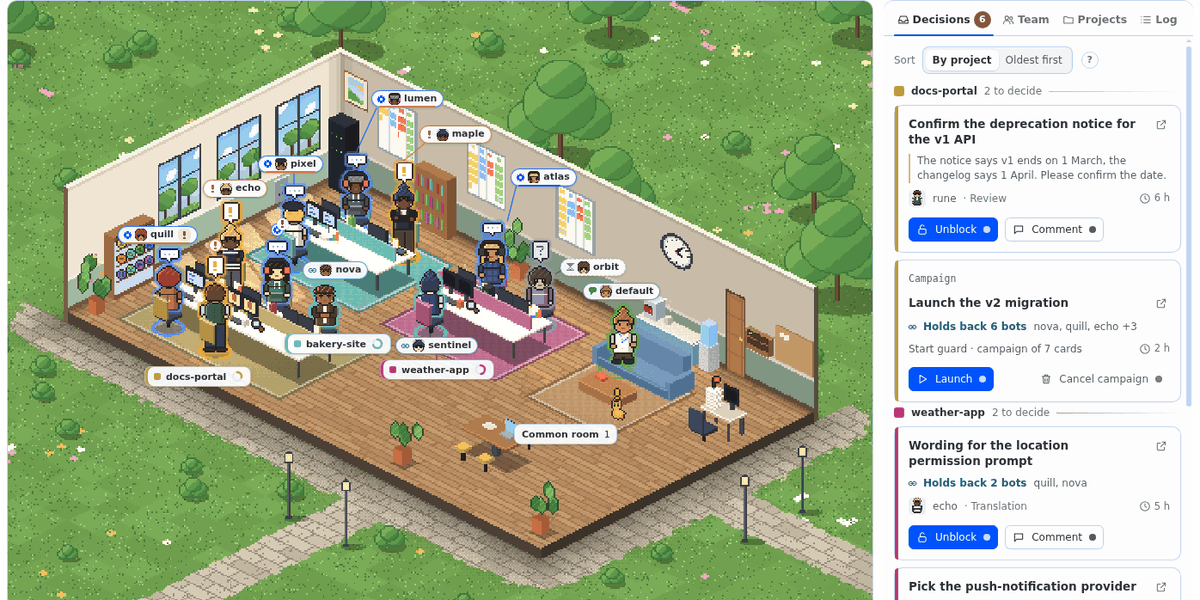 lumen
! maple
pixel
! echo
atlas
quill !
nova
orbit
default
bakery-site
sentinel
weather-app
docs-portal
Common room 1
Decisions 6
Team
Projects
Log
Sort
By project
Oldest first
?
docs-portal 2 to decide
Confirm the deprecation notice for
the v1 API
The notice says v1 ends on 1 March, the
changelog says 1 April. Please confirm the date.
rune · Review
6 h
Unblock
Comment
Campaign
Launch the v2 migration
∞ Holds back 6 bots nova, quill, echo +3
Start guard · campaign of 7 cards
2 h
Launch
Cancel campaign
weather-app 2 to decide
Wording for the location
permission prompt
∞ Holds back 2 bots quill, nova
echo · Translation
5 h
Unblock
Comment
Pick the push-notification provider